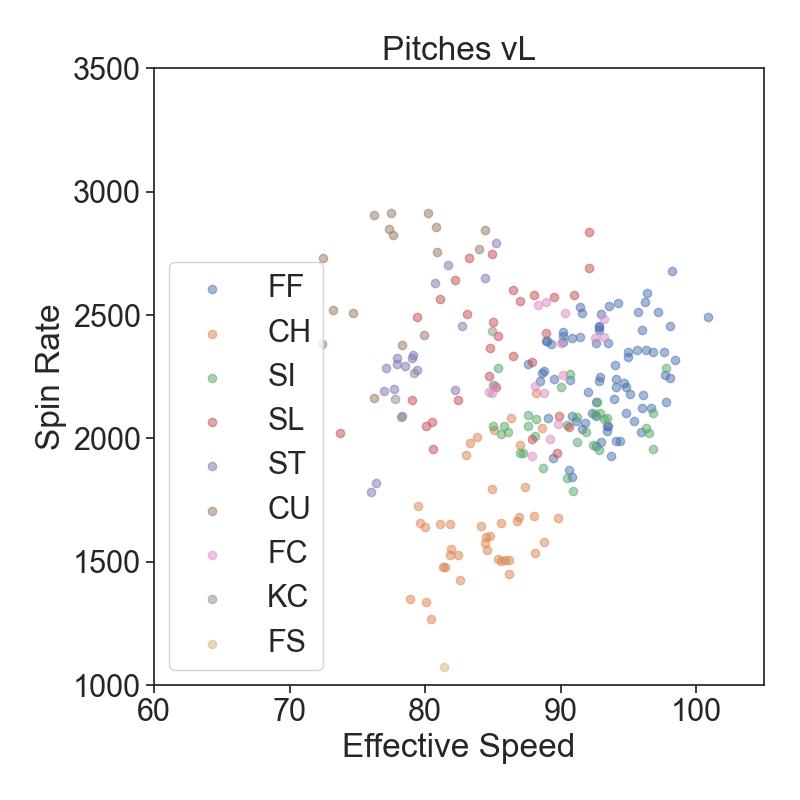 Pitches vL
3500
3000
2500
2000
1500
1000
Spin Rate
FF
CH
SI
SL
ST
CU
FC
KC
FS
60 70 80 90 100
Effective Speed